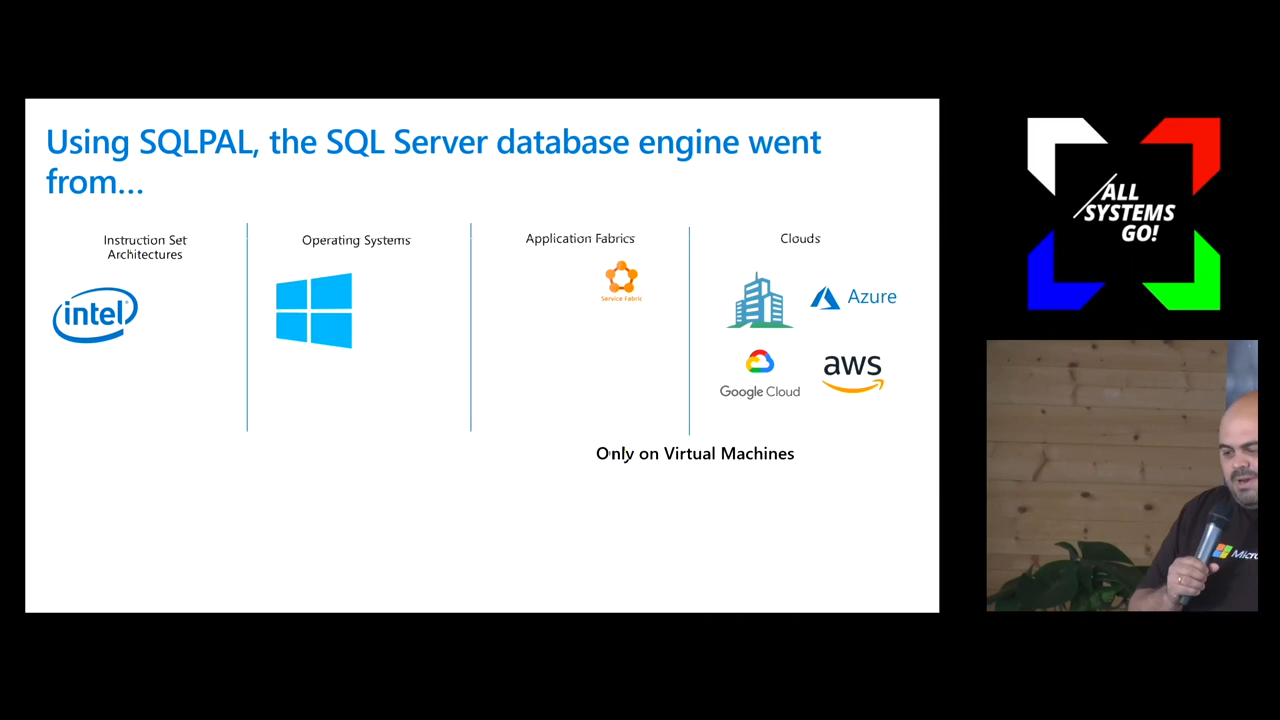 Using SQLPAL, the SQL Server database engine went
from...
Instruction Set
Architectures
Operating Systems
Application Fabrics
Clouds
intel
Service Fabric
Azure
Google Cloud
aws
Only on Virtual Machines
ALL
SYSTEMS
GO!